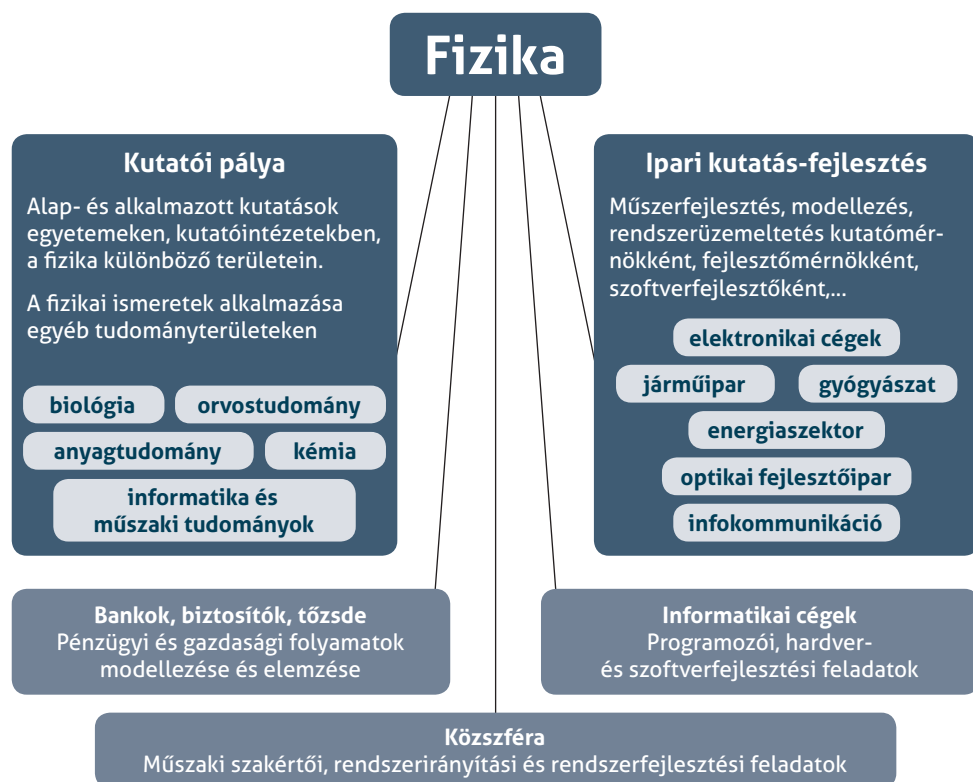 Fizika
Kutatói pálya
Alap- és alkalmazott kutatások
egyetemeken, kutatóintézetekben,
a fizika különböző területein.
A fizikai ismeretek alkalmazása
egyéb tudományterületeken
biológia
orvostudomány
anyagtudomány
kémia
informatika és
műszaki tudományok
Ipari kutatás-fejlesztés
Műszerfejlesztés, modellezés,
rendszerüzemeltetés kutatómér-
nökként, fejlesztőmérnökként,
szoftverfejlesztőként,...
elektronikai cégek
járműipar
gyógyászat
energiaszektor
optikai fejlesztőipar
infokommunikáció
Bankok, biztosítók, tőzsde
Pénzügyi és gazdasági folyamatok
modellezése és elemzése
Informatikai cégek
Programozói, hardver-
és szoftverfejlesztési feladatok
Közszféra
Műszaki szakértői, rendszerirányítási és rendszerfejlesztési feladatok